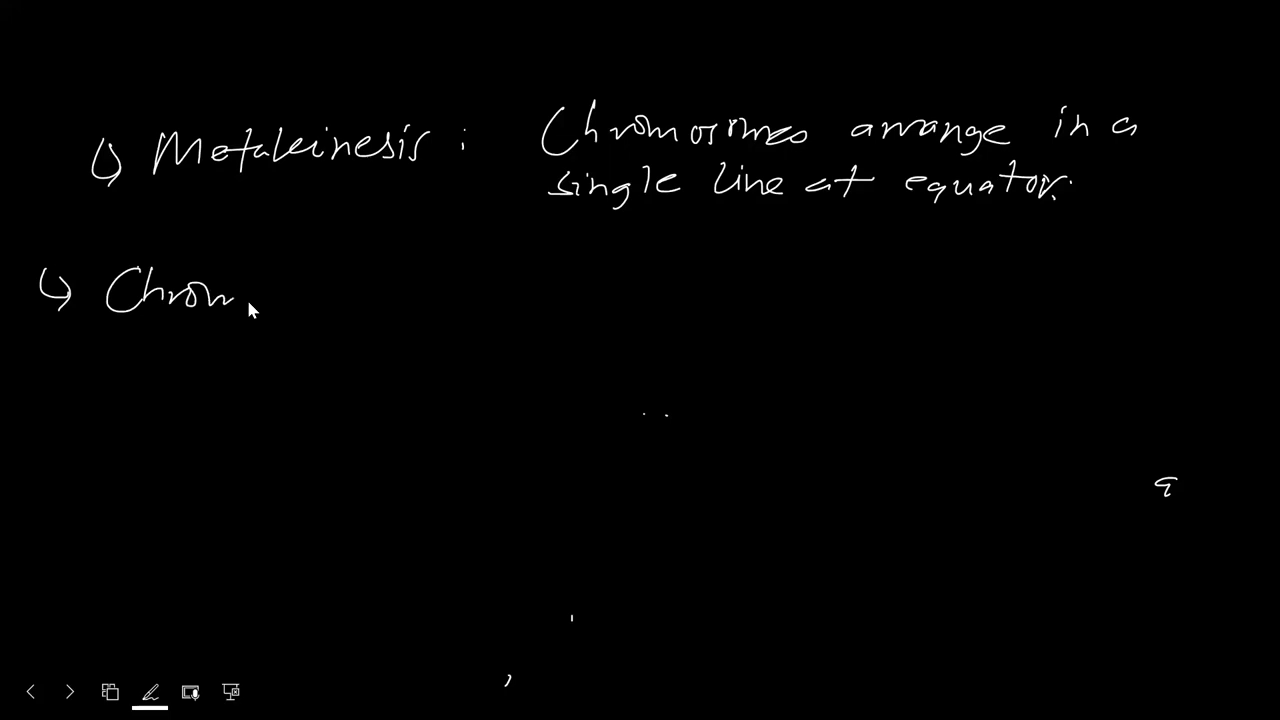 ↳ Metakinesis : Chromosomes arrange in a
single line at equator.
↳ Chrom